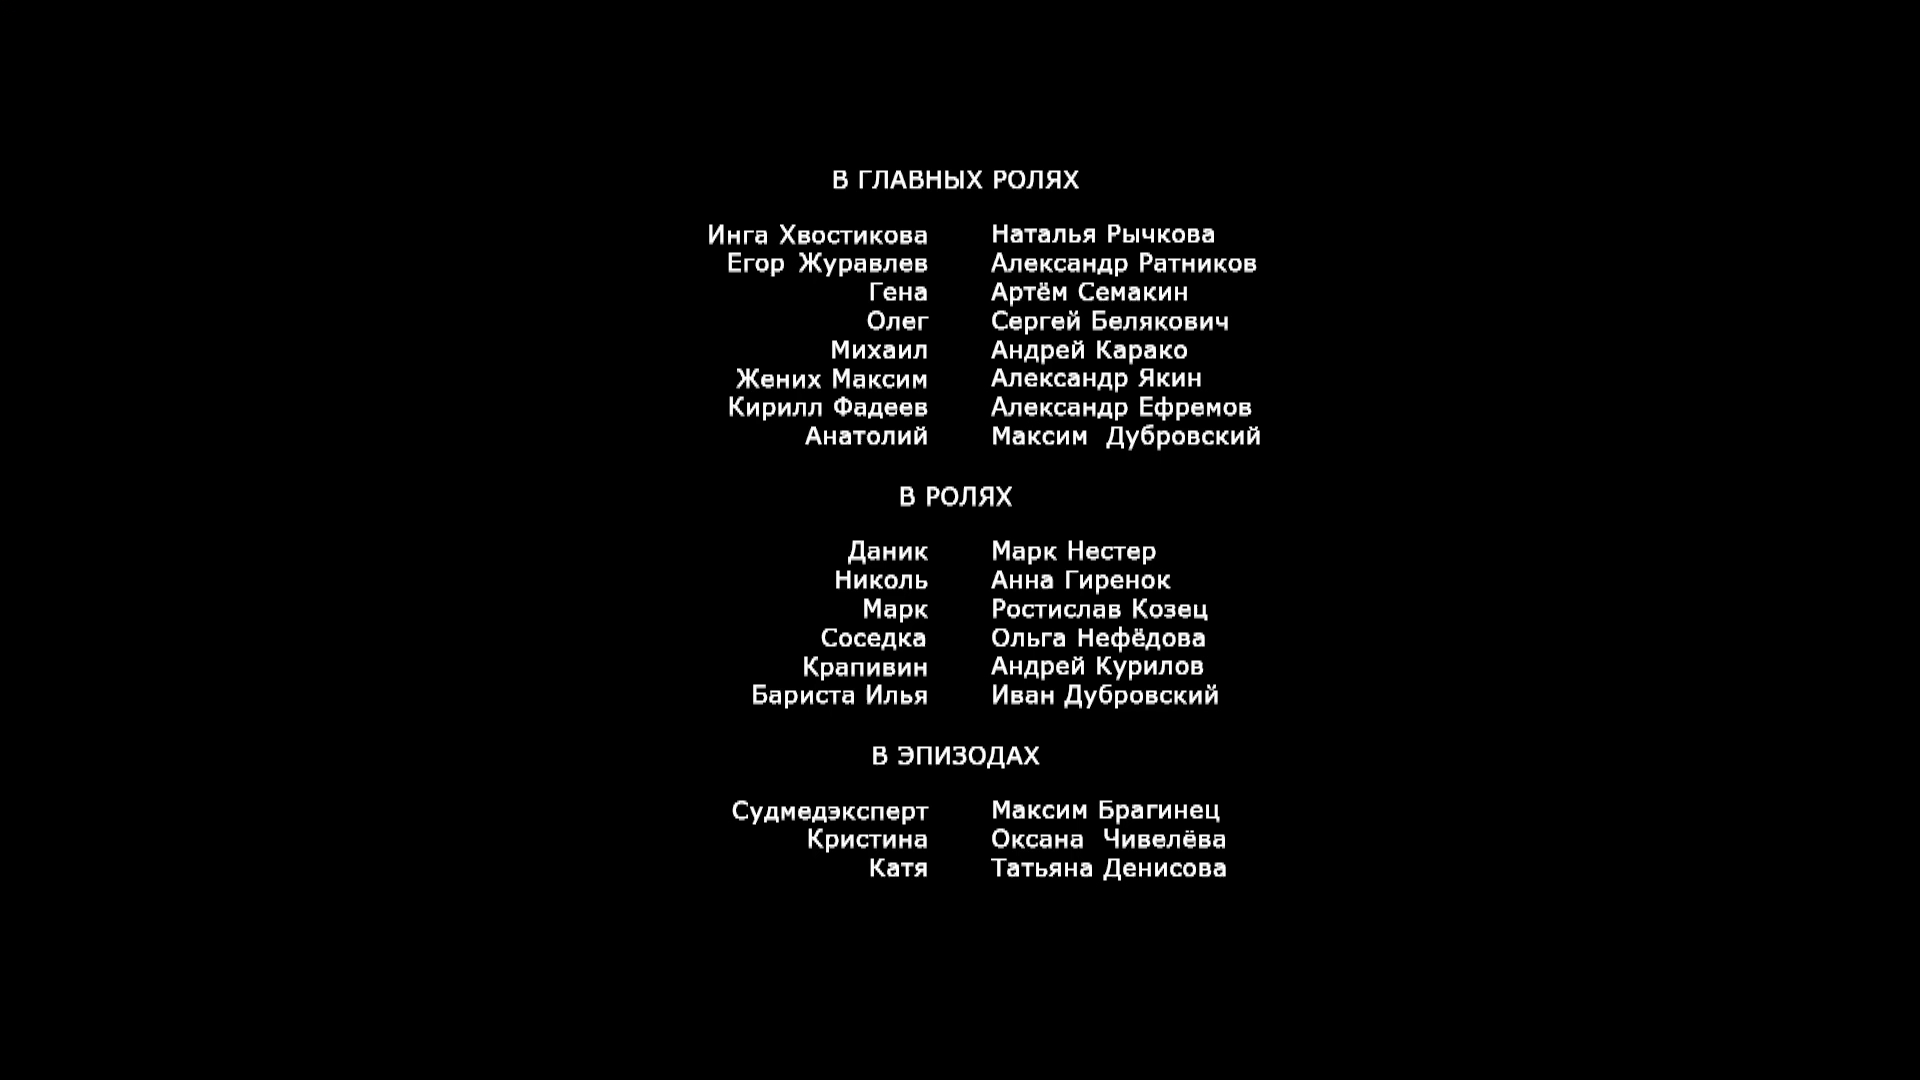 В ГЛАВНЫХ РОЛЯХ
Инга Хвостикова Наталья Рычкова
Егор Журавлев Александр Ратников
Гена Артём Семакин
Олег Сергей Белякович
Михаил Андрей Карако
Жених Максим Александр Якин
Кирилл Фадеев Александр Ефремов
Анатолий Максим Дубровский
В РОЛЯХ
Даник Марк Нестер
Николь Анна Гиренок
Марк Ростислав Козец
Соседка Ольга Нефёдова
Крапивин Андрей Курилов
Бариста Илья Иван Дубровский
В ЭПИЗОДАХ
Судмедэксперт Максим Брагинец
Кристина Оксана Чивелёва
Катя Татьяна Денисова